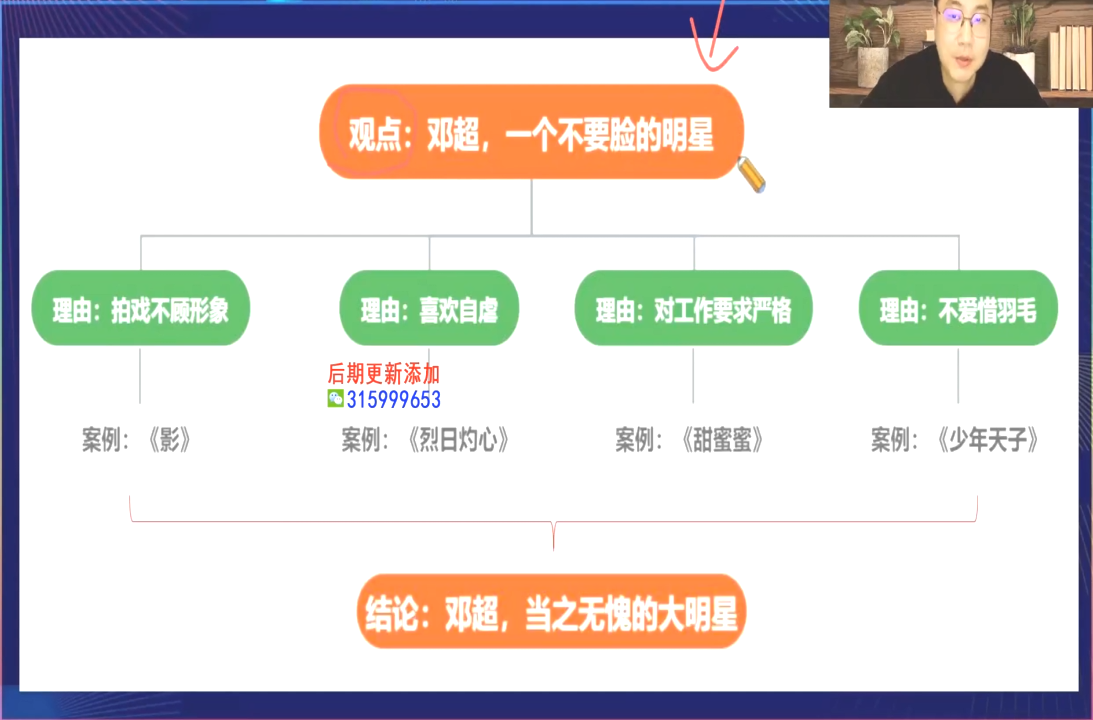 观点：邓超，一个不要脸的明星
理由：拍戏不顾形象
理由：喜欢自虐
理由：对工作要求严格
理由：不爱惜羽毛
后期更新添加
315999653
案例：《影》
案例：《烈日灼心》
案例：《甜蜜蜜》
案例：《少年天子》
结论：邓超，当之无愧的大明星